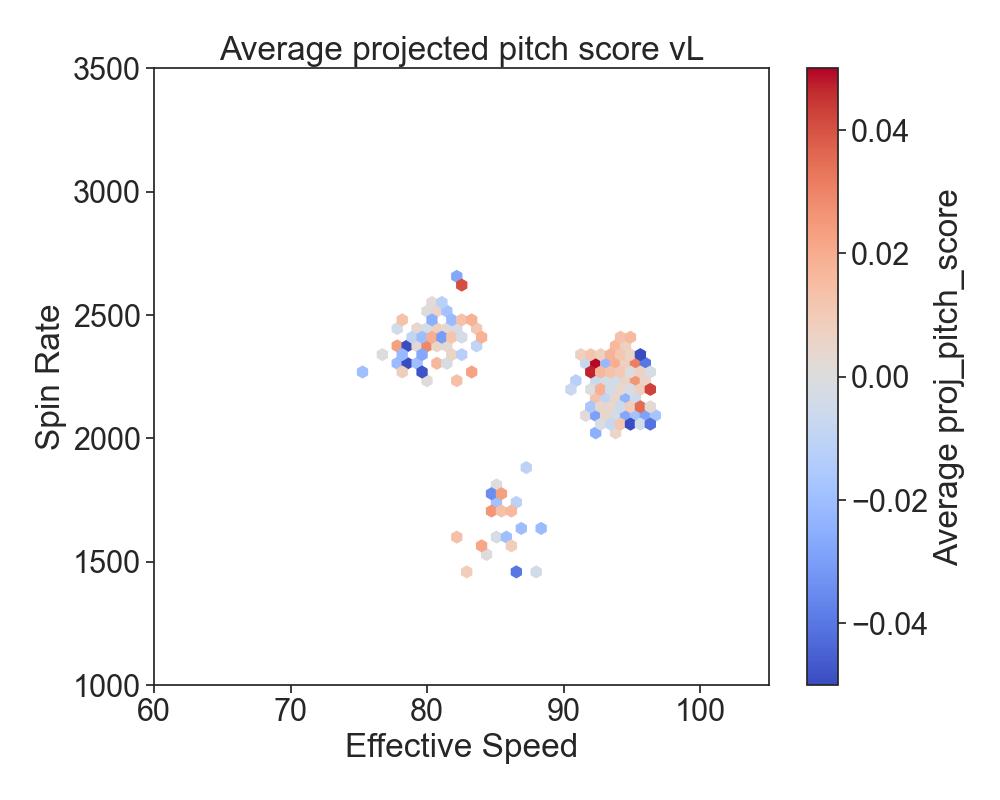 Average projected pitch score vL
3500
3000
2500
2000
1500
1000
Spin Rate
60 70 80 90 100
Effective Speed
0.04
0.02
0.00
−0.02
−0.04
Average proj_pitch_score